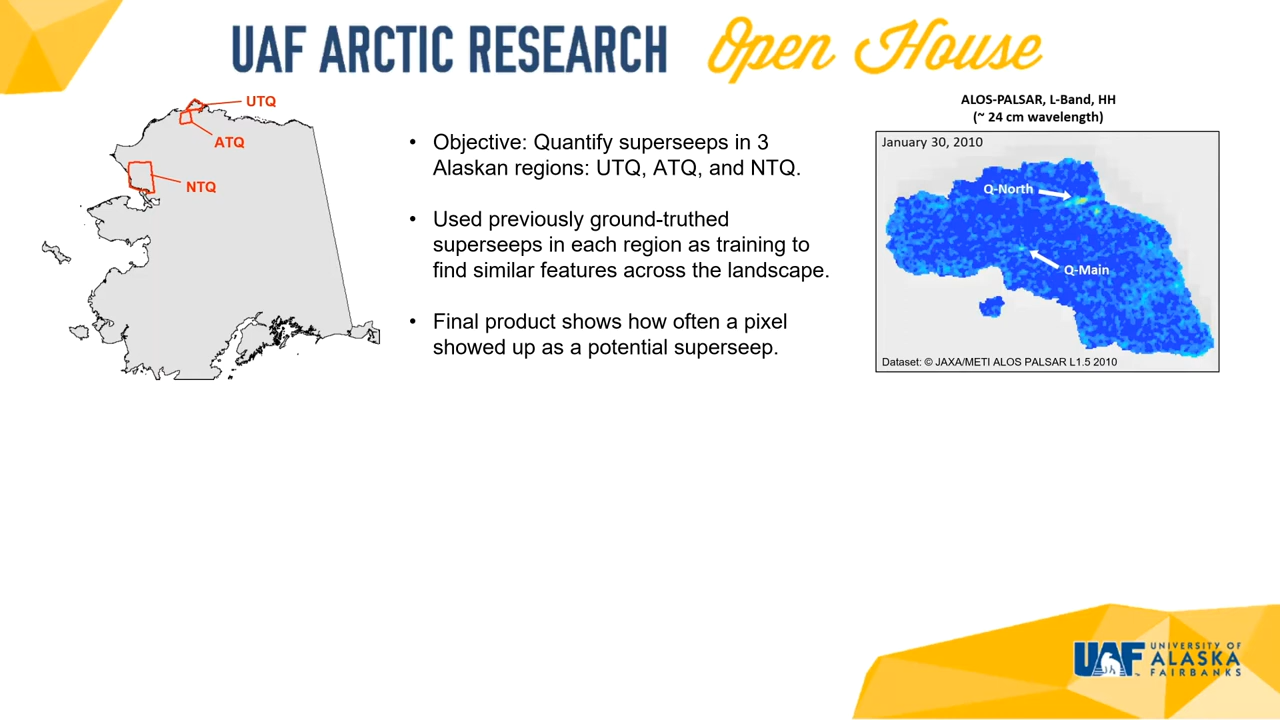 UAF ARCTIC RESEARCH Open House
UTQ
ATQ
NTQ
• Objective: Quantify superseeps in 3
Alaskan regions: UTQ, ATQ, and NTQ.
• Used previously ground-truthed
superseeps in each region as training to
find similar features across the landscape.
• Final product shows how often a pixel
showed up as a potential superseep.
ALOS-PALSAR, L-Band, HH
(~ 24 cm wavelength)
January 30, 2010
Q-North
Q-Main
Dataset: © JAXA/METI ALOS PALSAR L1.5 2010
UAF
UNIVERSITY OF
ALASKA
FAIRBANKS